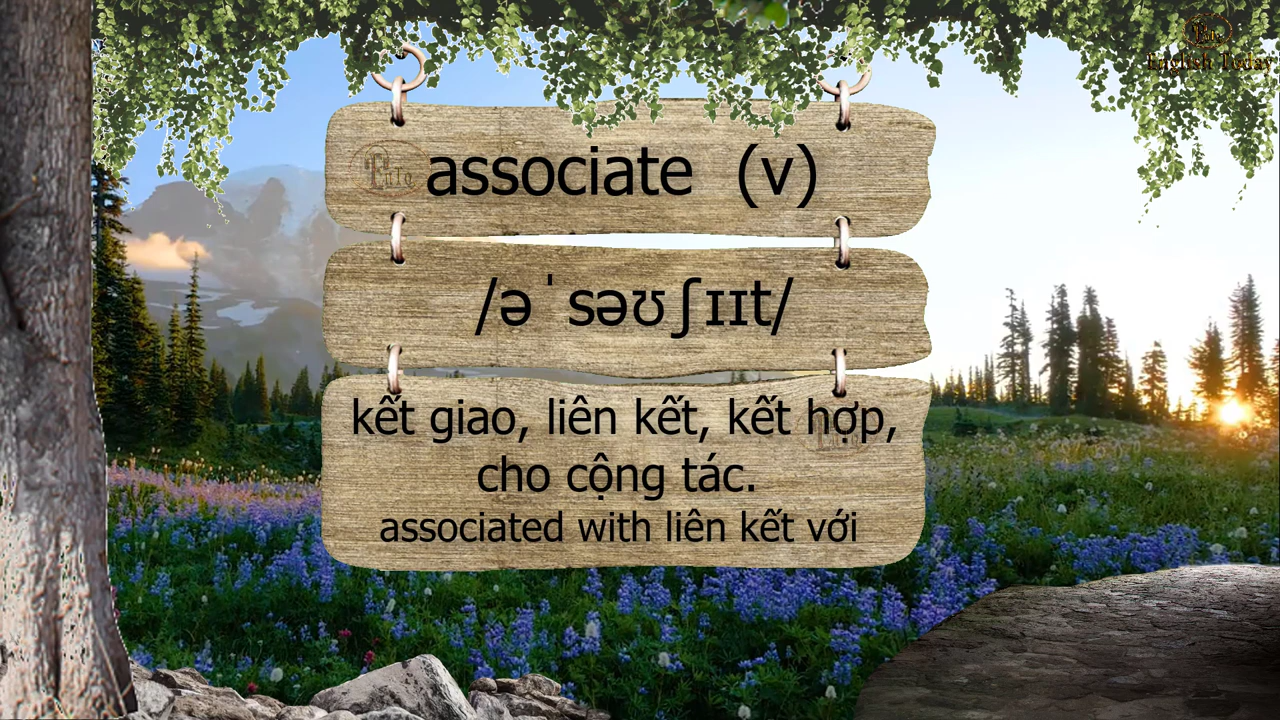 English Today
associate (v)
/əˈsəʊʃɪɪt/
kết giao, liên kết, kết hợp,
cho cộng tác.
associated with liên kết với